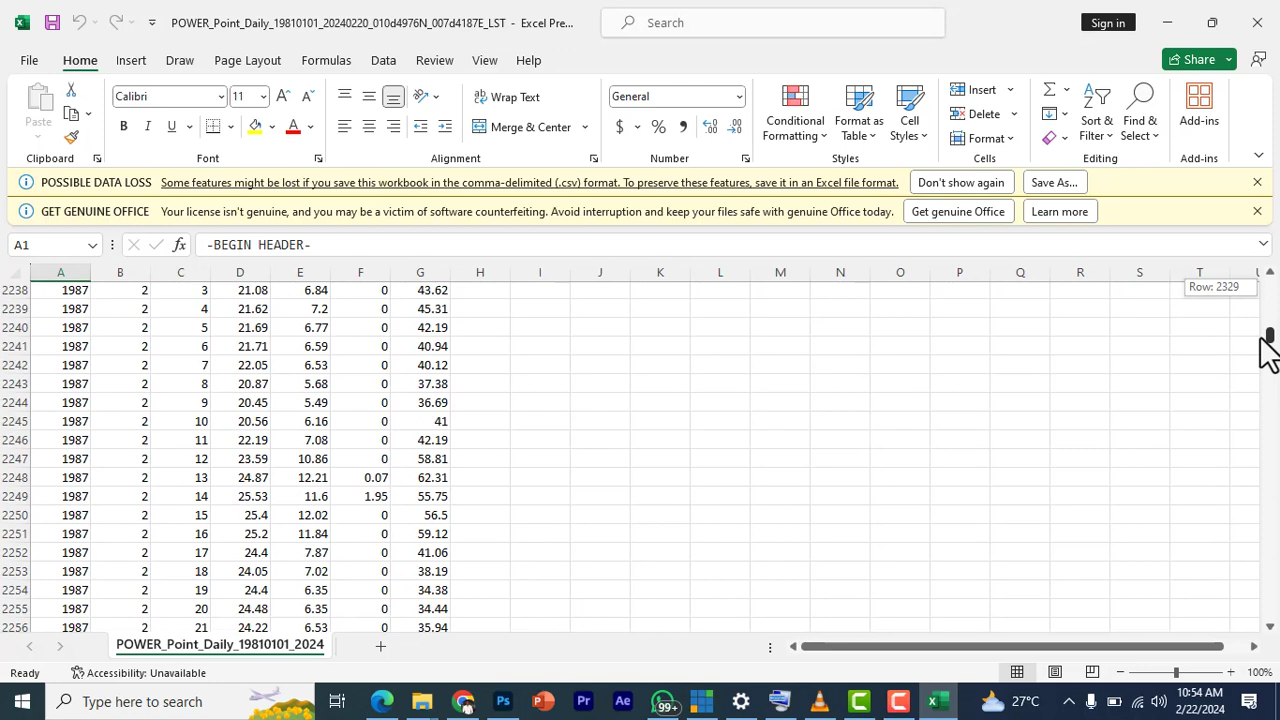 POWER_Point_Daily_19810101_20240220_010d4976N_007d4187E_LST - Excel Pre...
Search
Sign in
File Home Insert Draw Page Layout Formulas Data Review View Help
Share
Paste
Calibri 11
B I U
Wrap Text
Merge & Center
General
$ % 9
Conditional Formatting
Format as Table
Cell Styles
Insert
Delete
Format
Sort & Filter
Find & Select
Add-ins
Clipboard Font Alignment Number Styles Cells Editing Add-ins
POSSIBLE DATA LOSS Some features might be lost if you save this workbook in the comma-delimited (.csv) format. To preserve these features, save it in an Excel file format. Don't show again Save As...
GET GENUINE OFFICE Your license isn't genuine, and you may be a victim of software counterfeiting. Avoid interruption and keep your files safe with genuine Office today. Get genuine Office Learn more
A1 fx -BEGIN HEADER-
A B C D E F G H I J K L M N O P Q R S T U
Row: 2329
2238 1987 2 3 21.08 6.84 0 43.62
2239 1987 2 4 21.62 7.2 0 45.31
2240 1987 2 5 21.69 6.77 0 42.19
2241 1987 2 6 21.71 6.59 0 40.94
2242 1987 2 7 22.05 6.53 0 40.12
2243 1987 2 8 20.87 5.68 0 37.38
2244 1987 2 9 20.45 5.49 0 36.69
2245 1987 2 10 20.56 6.16 0 41
2246 1987 2 11 22.19 7.08 0 42.19
2247 1987 2 12 23.59 10.86 0 58.81
2248 1987 2 13 24.87 12.21 0.07 62.31
2249 1987 2 14 25.53 11.6 1.95 55.75
2250 1987 2 15 25.4 12.02 0 56.5
2251 1987 2 16 25.2 11.84 0 59.12
2252 1987 2 17 24.4 7.87 0 41.06
2253 1987 2 18 24.05 7.02 0 38.19
2254 1987 2 19 24.4 6.35 0 34.38
2255 1987 2 20 24.48 6.35 0 34.44
2256 1987 2 21 24.22 6.53 0 35.94
POWER_Point_Daily_19810101_2024
Ready Accessibility: Unavailable 100%
Type here to search
99+
27°C
10:54 AM
2/22/2024